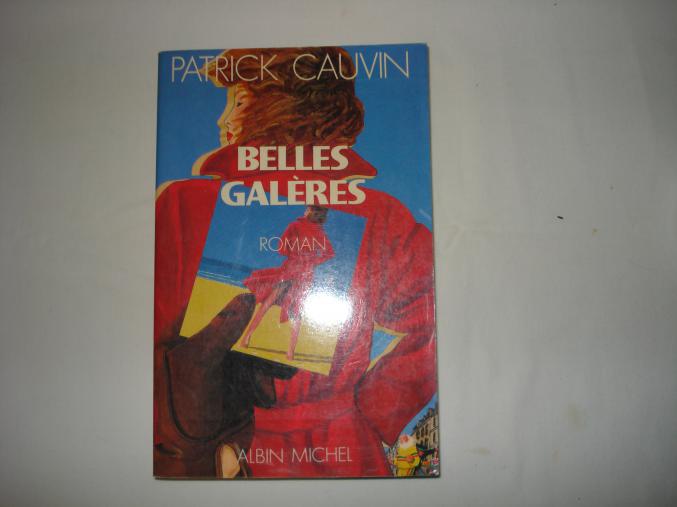 PATRICK CAUVIN
BELLES
GALÈRES
ROMAN
ALBIN MICHEL